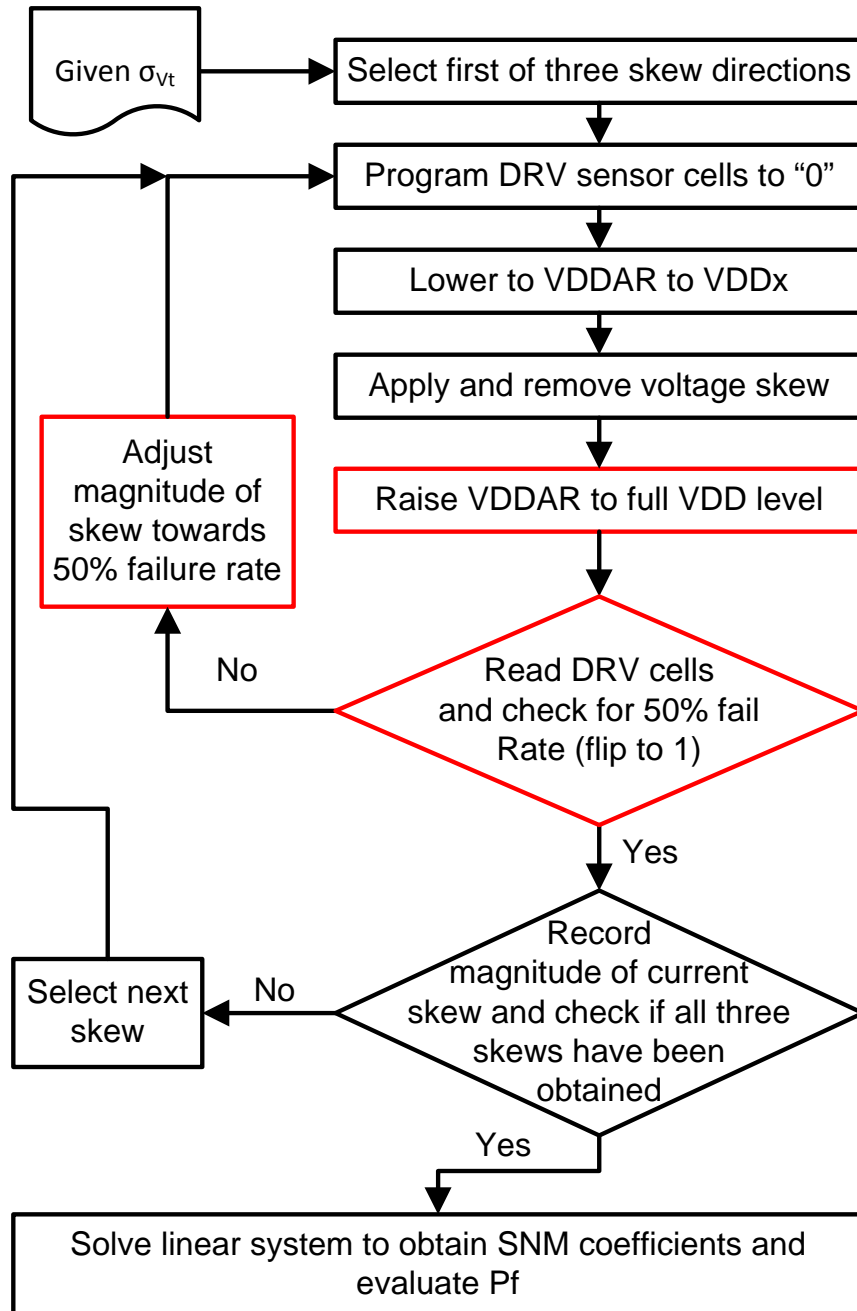 Given σVt
Select first of three skew directions
Program DRV sensor cells to “0”
Lower to VDDAR to VDDx
Apply and remove voltage skew
Adjust
magnitude of
skew towards
50% failure rate
Raise VDDAR to full VDD level
No
Read DRV cells
and check for 50% fail
Rate (flip to 1)
Yes
Record
magnitude of current
skew and check if all three
skews have been
obtained
No
Select next
skew
Yes
Solve linear system to obtain SNM coefficients and
evaluate Pf